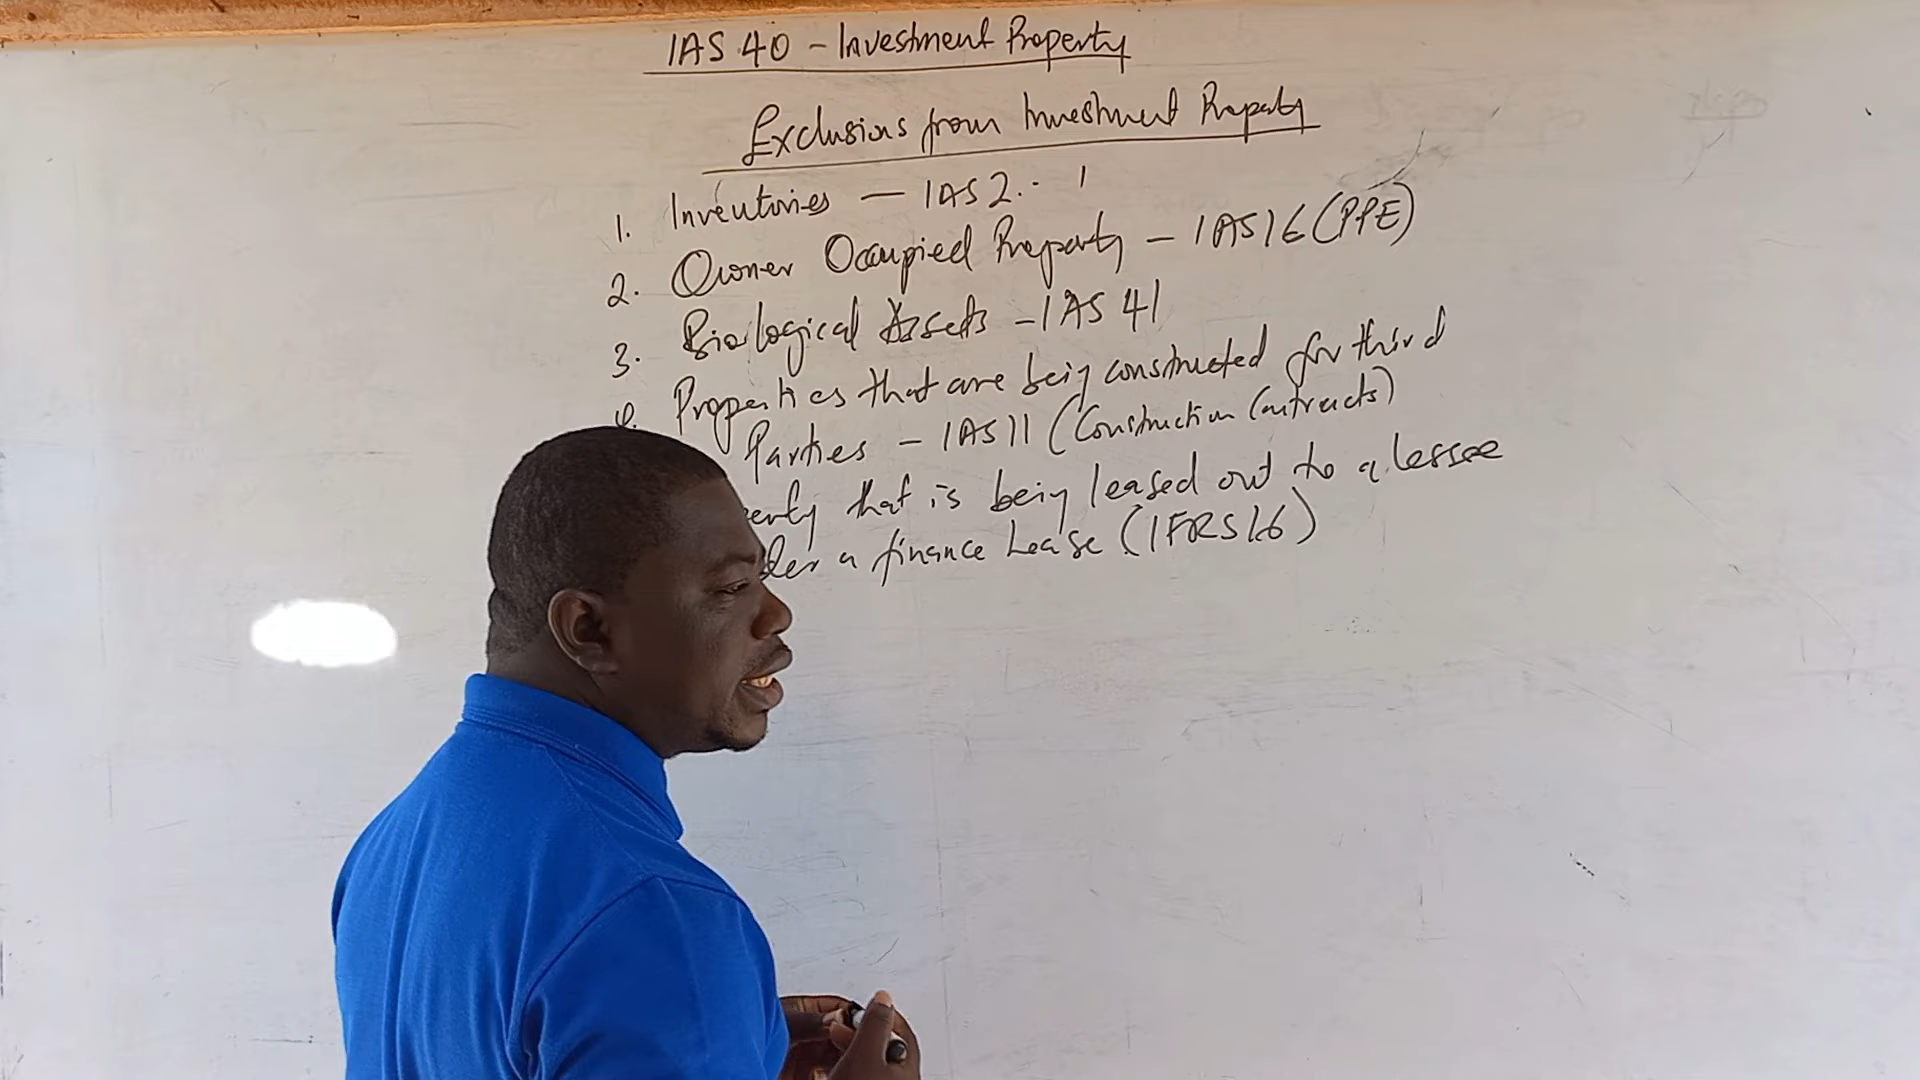 IAS 40 - Investment Property
Exclusions from Investment Property
1. Inventories — IAS 2.
2. Owner Occupied Property - IAS 16 (PPE)
3. Biological Assets - IAS 41
4. Properties that are being constructed for third
Parties - IAS 11 (Construction Contracts)
that is being leased out to a lessee
a finance Lease (IFRS 16)